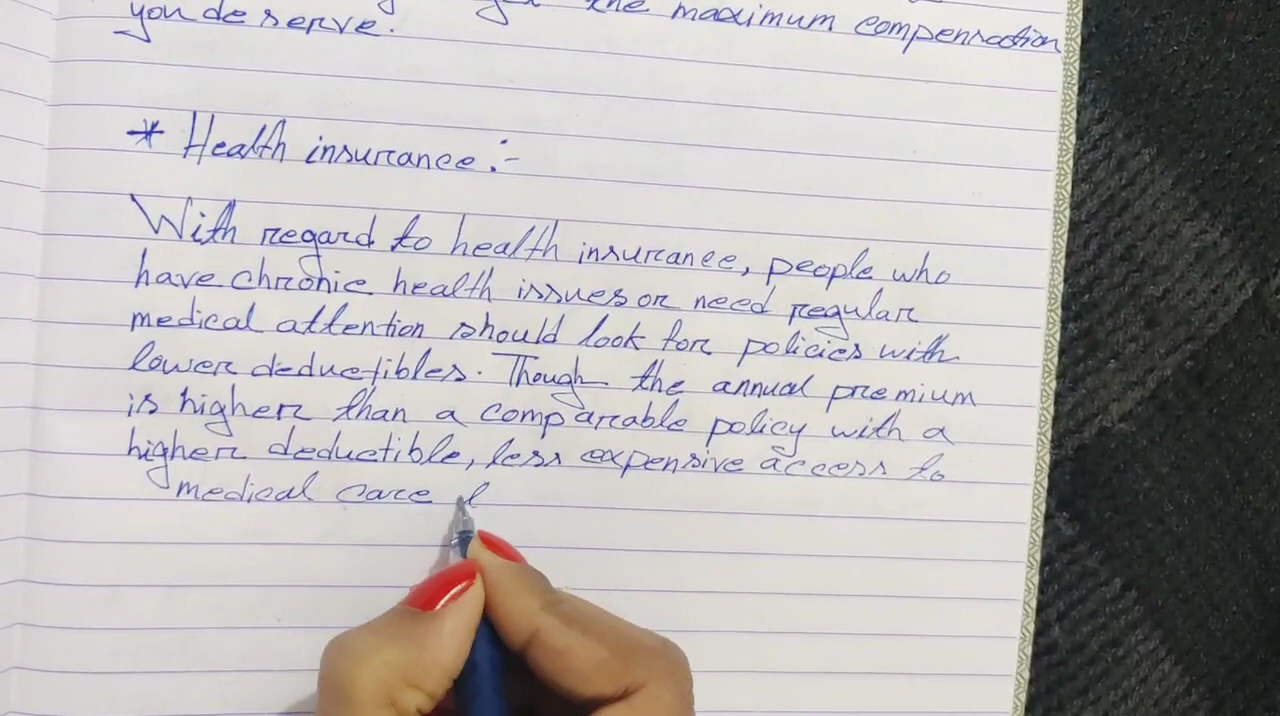 the maximum compensation
you deserve.
* Health insurance :-
With regard to health insurance, people who
have chronic health issues or need regular
medical attention should look for policies with
lower deductibles. Though the annual premium
is higher than a comparable policy with a
higher deductible, less expensive access to
medical care